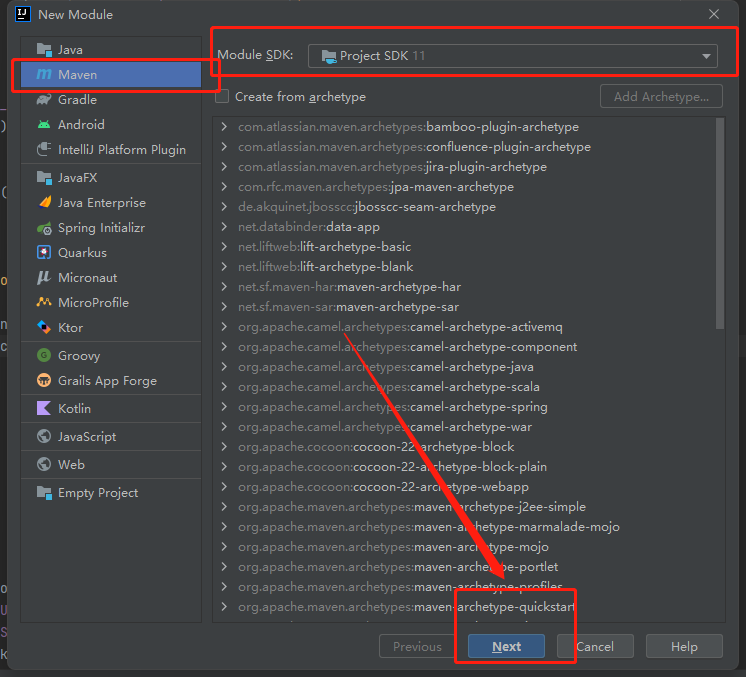 New Module
Java
Maven
Gradle
Android
IntelliJ Platform Plugin
JavaFX
Java Enterprise
Spring Initializr
Quarkus
Micronaut
MicroProfile
Ktor
Groovy
Grails App Forge
Kotlin
JavaScript
Web
Empty Project
Module SDK: Project SDK 11
Create from archetype Add Archetype...
com.atlassian.maven.archetypes:bamboo-plugin-archetype
com.atlassian.maven.archetypes:confluence-plugin-archetype
com.atlassian.maven.archetypes:jira-plugin-archetype
com.rfc.maven.archetypes:jpa-maven-archetype
de.akquinet.jbosscc:jbosscc-seam-archetype
net.databinder:data-app
net.liftweb:lift-archetype-basic
net.liftweb:lift-archetype-blank
net.sf.maven-har:maven-archetype-har
net.sf.maven-sar:maven-archetype-sar
org.apache.camel.archetypes:camel-archetype-activemq
org.apache.camel.archetypes:camel-archetype-component
org.apache.camel.archetypes:camel-archetype-java
org.apache.camel.archetypes:camel-archetype-scala
org.apache.camel.archetypes:camel-archetype-spring
org.apache.camel.archetypes:camel-archetype-war
org.apache.cocoon:cocoon-22-archetype-block
org.apache.cocoon:cocoon-22-archetype-block-plain
org.apache.cocoon:cocoon-22-archetype-webapp
org.apache.maven.archetypes:maven-archetype-j2ee-simple
org.apache.maven.archetypes:maven-archetype-marmalade-mojo
org.apache.maven.archetypes:maven-archetype-mojo
org.apache.maven.archetypes:maven-archetype-portlet
org.apache.maven.archetypes:maven-archetype-profiles
org.apache.maven.archetypes:maven-archetype-quickstart
Previous Next Cancel Help